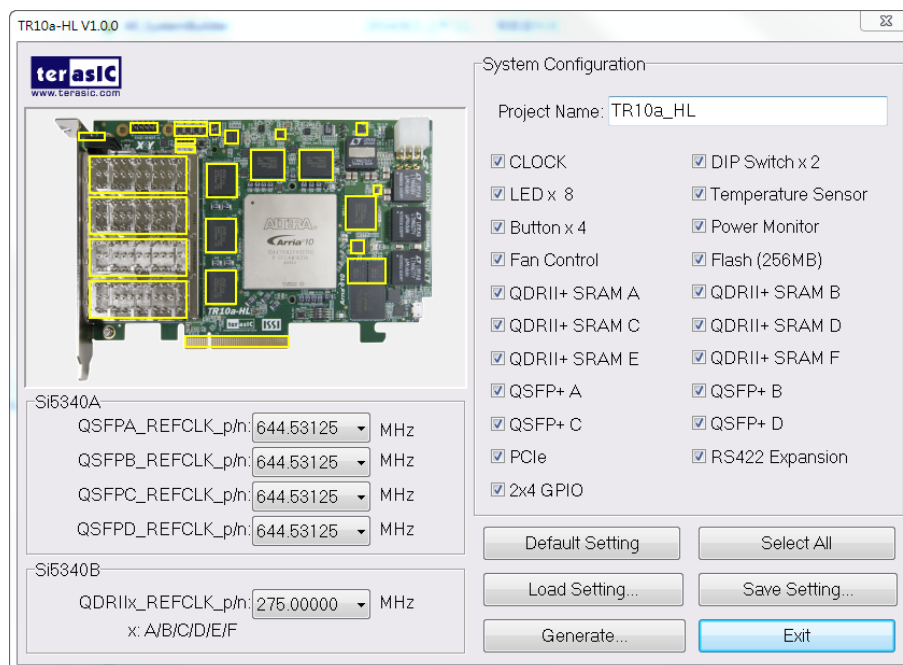 TR10a-HL V1.0.0
terasIC
www.terasic.com
ALTERA
Arria 10
TR10a-HL
terasIC ISSI
Si5340A
QSFPA_REFCLK_p/n: 644.53125 MHz
QSFPB_REFCLK_p/n: 644.53125 MHz
QSFPC_REFCLK_p/n: 644.53125 MHz
QSFPD_REFCLK_p/n: 644.53125 MHz
Si5340B
QDRIIx_REFCLK_p/n: 275.00000 MHz
x: A/B/C/D/E/F
System Configuration
Project Name: TR10a_HL
CLOCK DIP Switch x 2
LED x 8 Temperature Sensor
Button x 4 Power Monitor
Fan Control Flash (256MB)
QDRII+ SRAM A QDRII+ SRAM B
QDRII+ SRAM C QDRII+ SRAM D
QDRII+ SRAM E QDRII+ SRAM F
QSFP+ A QSFP+ B
QSFP+ C QSFP+ D
PCIe RS422 Expansion
2x4 GPIO
Default Setting Select All
Load Setting... Save Setting...
Generate... Exit